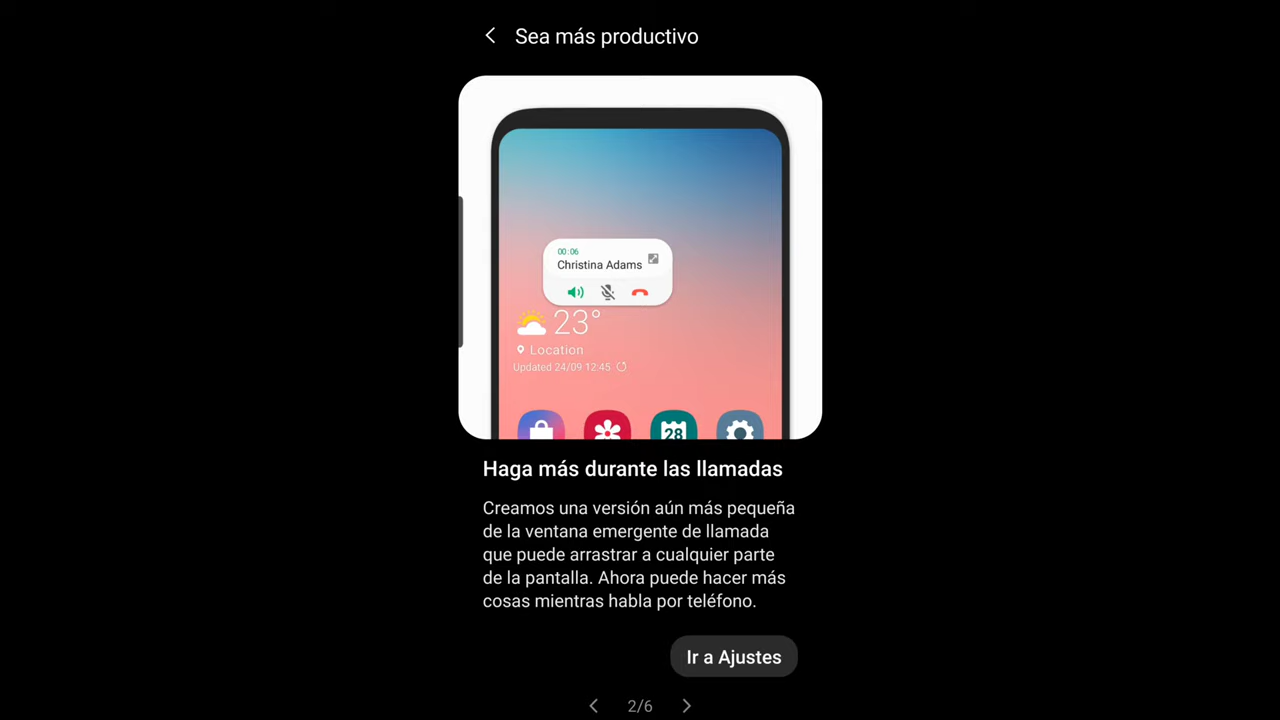 Sea más productivo
00:06
Christina Adams
23°
Location
Updated 24/09 12:45
28
Haga más durante las llamadas
Creamos una versión aún más pequeña
de la ventana emergente de llamada
que puede arrastrar a cualquier parte
de la pantalla. Ahora puede hacer más
cosas mientras habla por teléfono.
Ir a Ajustes
2/6